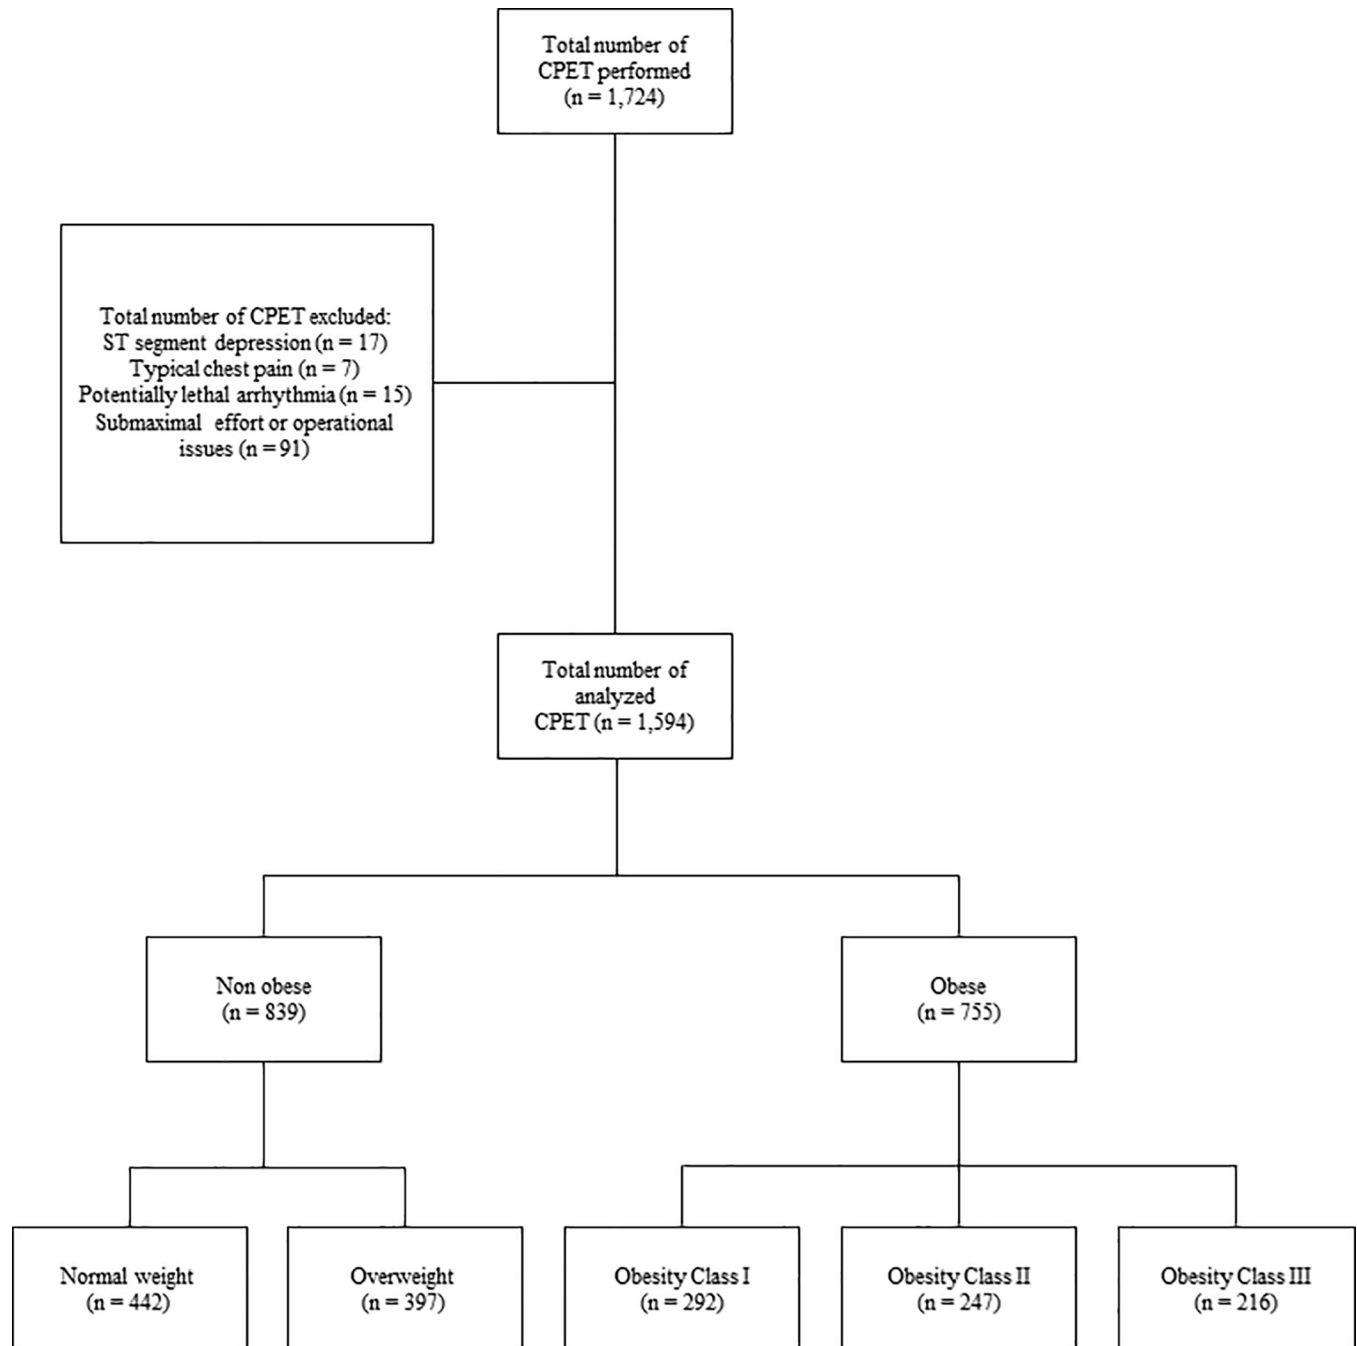 Total number of
CPET performed
(n = 1,724)
Total number of CPET excluded:
ST segment depression (n = 17)
Typical chest pain (n = 7)
Potentially lethal arrhythmia (n = 15)
Submaximal effort or operational
issues (n = 91)
Total number of
analyzed
CPET (n = 1,594)
Non obese
(n = 839)
Obese
(n = 755)
Normal weight
(n = 442)
Overweight
(n = 397)
Obesity Class I
(n = 292)
Obesity Class II
(n = 247)
Obesity Class III
(n = 216)